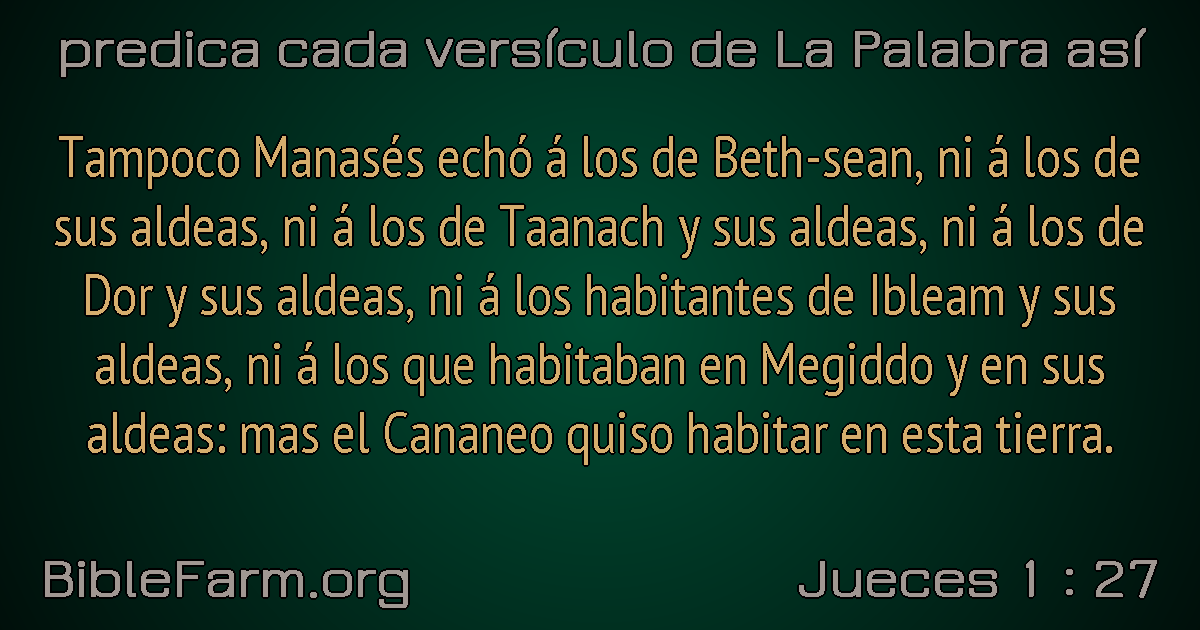 predica cada versículo de La Palabra así
Tampoco Manasés echó á los de Beth-sean, ni á los de
sus aldeas, ni á los de Taanach y sus aldeas, ni á los de
Dor y sus aldeas, ni á los habitantes de Ibleam y sus
aldeas, ni á los que habitaban en Megiddo y en sus
aldeas: mas el Cananeo quiso habitar en esta tierra.
BibleFarm.org
Jueces 1 : 27